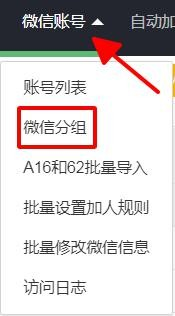 微信账号 自动加
账号列表
微信分组
A16和62批量导入
批量设置加人规则
批量修改微信信息
访问日志